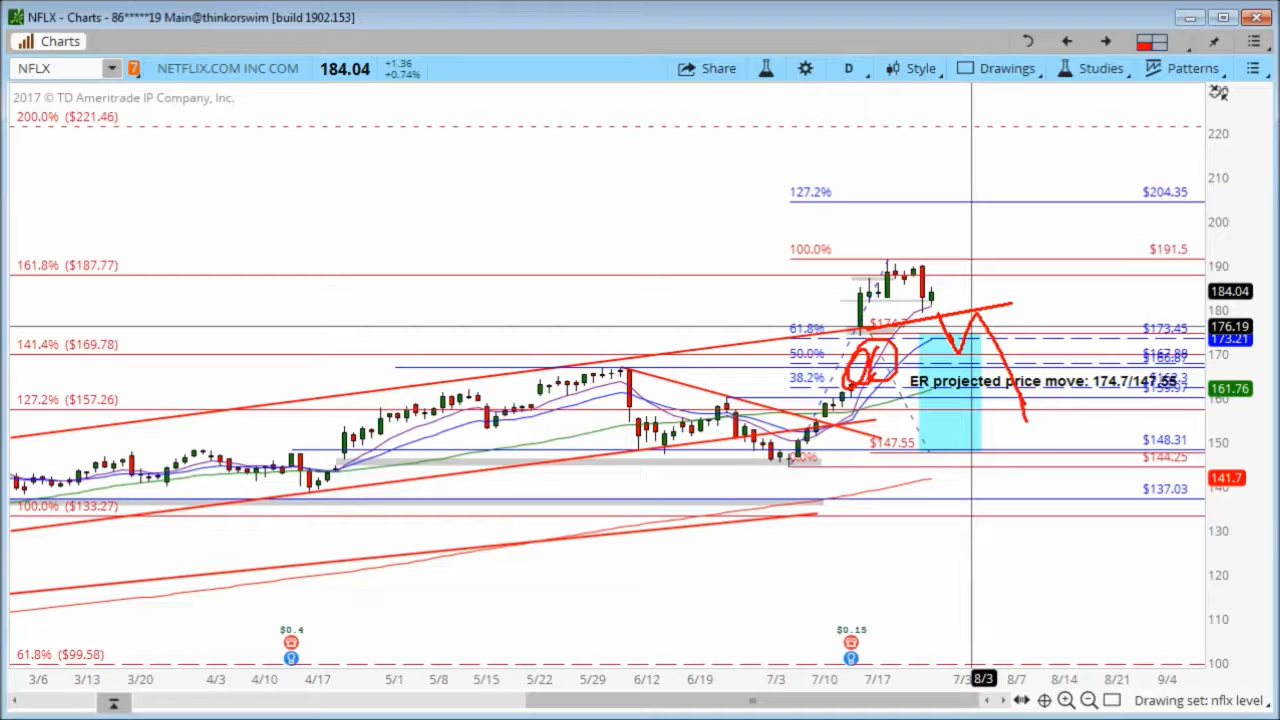 NFLX - Charts - 86*****19 Main@thinkorswim [build 1902.153]
Charts
NFLX 7 NETFLIX.COM INC COM 184.04 +1.36 +0.74% Share D Style Drawings Studies Patterns
2017 © TD Ameritrade IP Company, Inc.
200.0% ($221.46)
220
210
127.2% $204.35
200
100.0% $191.5
161.8% ($187.77) 190
184.04
180
61.8% $173.45 176.19
173.21
141.4% ($169.78) 50.0% 170
38.2% ER projected price move: 174.7/147.55 161.76
127.2% ($157.26) 160
$147.55 $148.31 150
0.0% $144.25
141.7
$137.03 140
100.0% ($133.27)
130
120
110
$0.4 $0.15
61.8% ($99.58) 100
3/6 3/13 3/20 4/3 4/10 4/17 5/1 5/8 5/15 5/22 5/29 6/12 6/19 7/3 7/10 7/17 8/3 8/7 8/14 8/21 9/4
Drawing set: nflx level